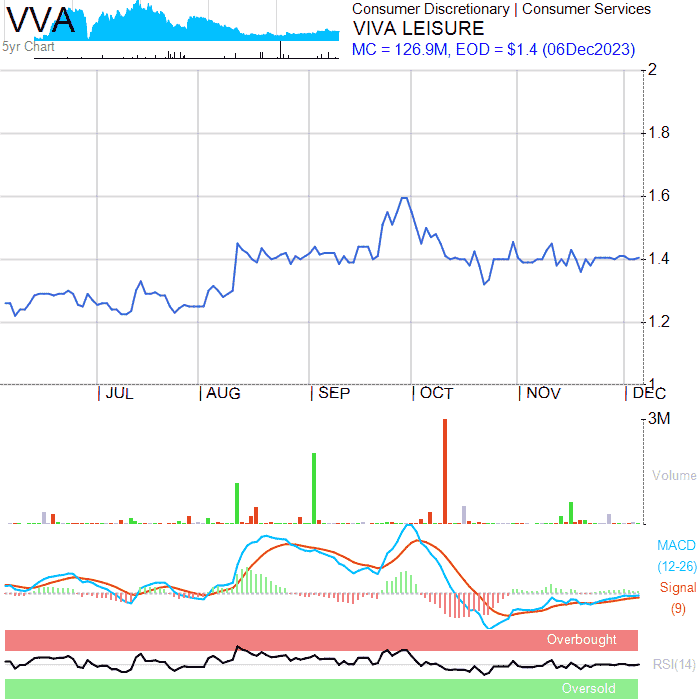 VVA
5yr Chart
Consumer Discretionary | Consumer Services
VIVA LEISURE
MC = 126.9M, EOD = $1.4 (06Dec2023)
2
1.8
1.6
1.4
1.2
1
JUL
AUG
SEP
OCT
NOV
DEC
3M
Volume
MACD
(12-26)
Signal
(9)
Overbought
RSI(14)
Oversold